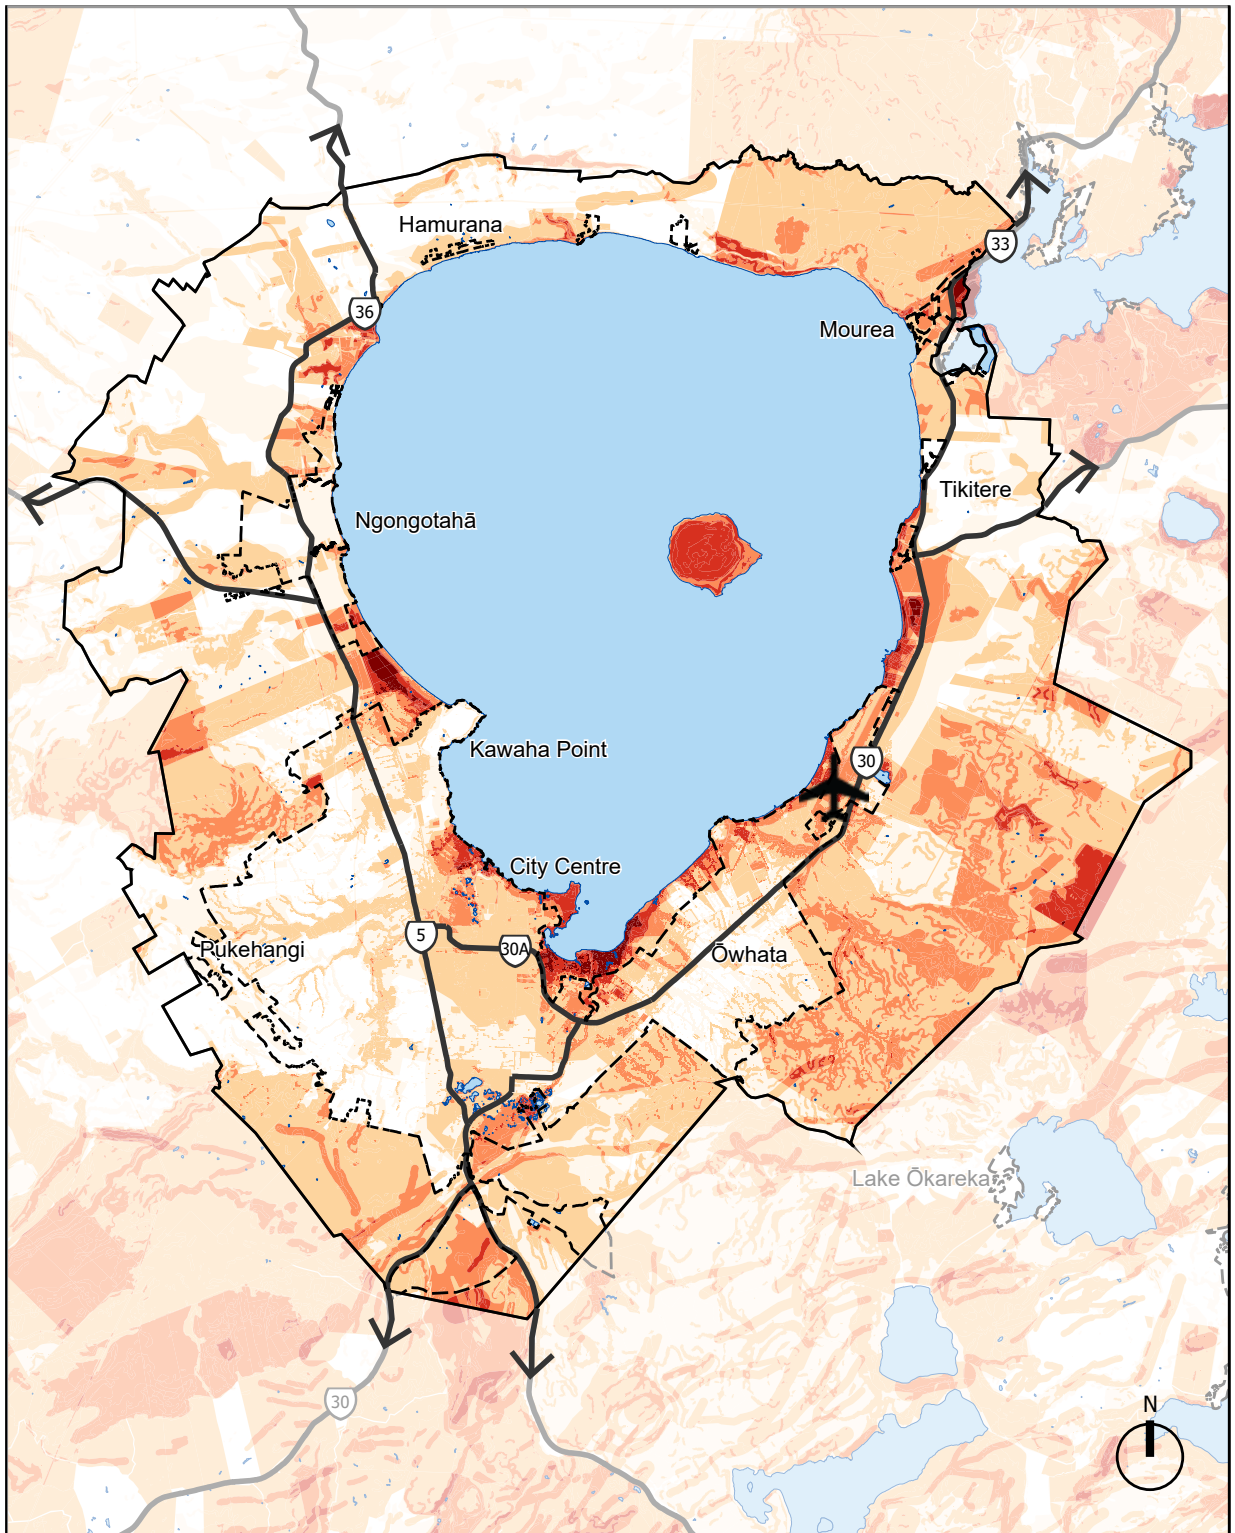 Hamurana
33
36
Mourea
Tikitere
Ngongotahā
Kawaha Point
30
City Centre
5
30A
Pukehangi
Ōwhata
Lake Ōkareka
30
N